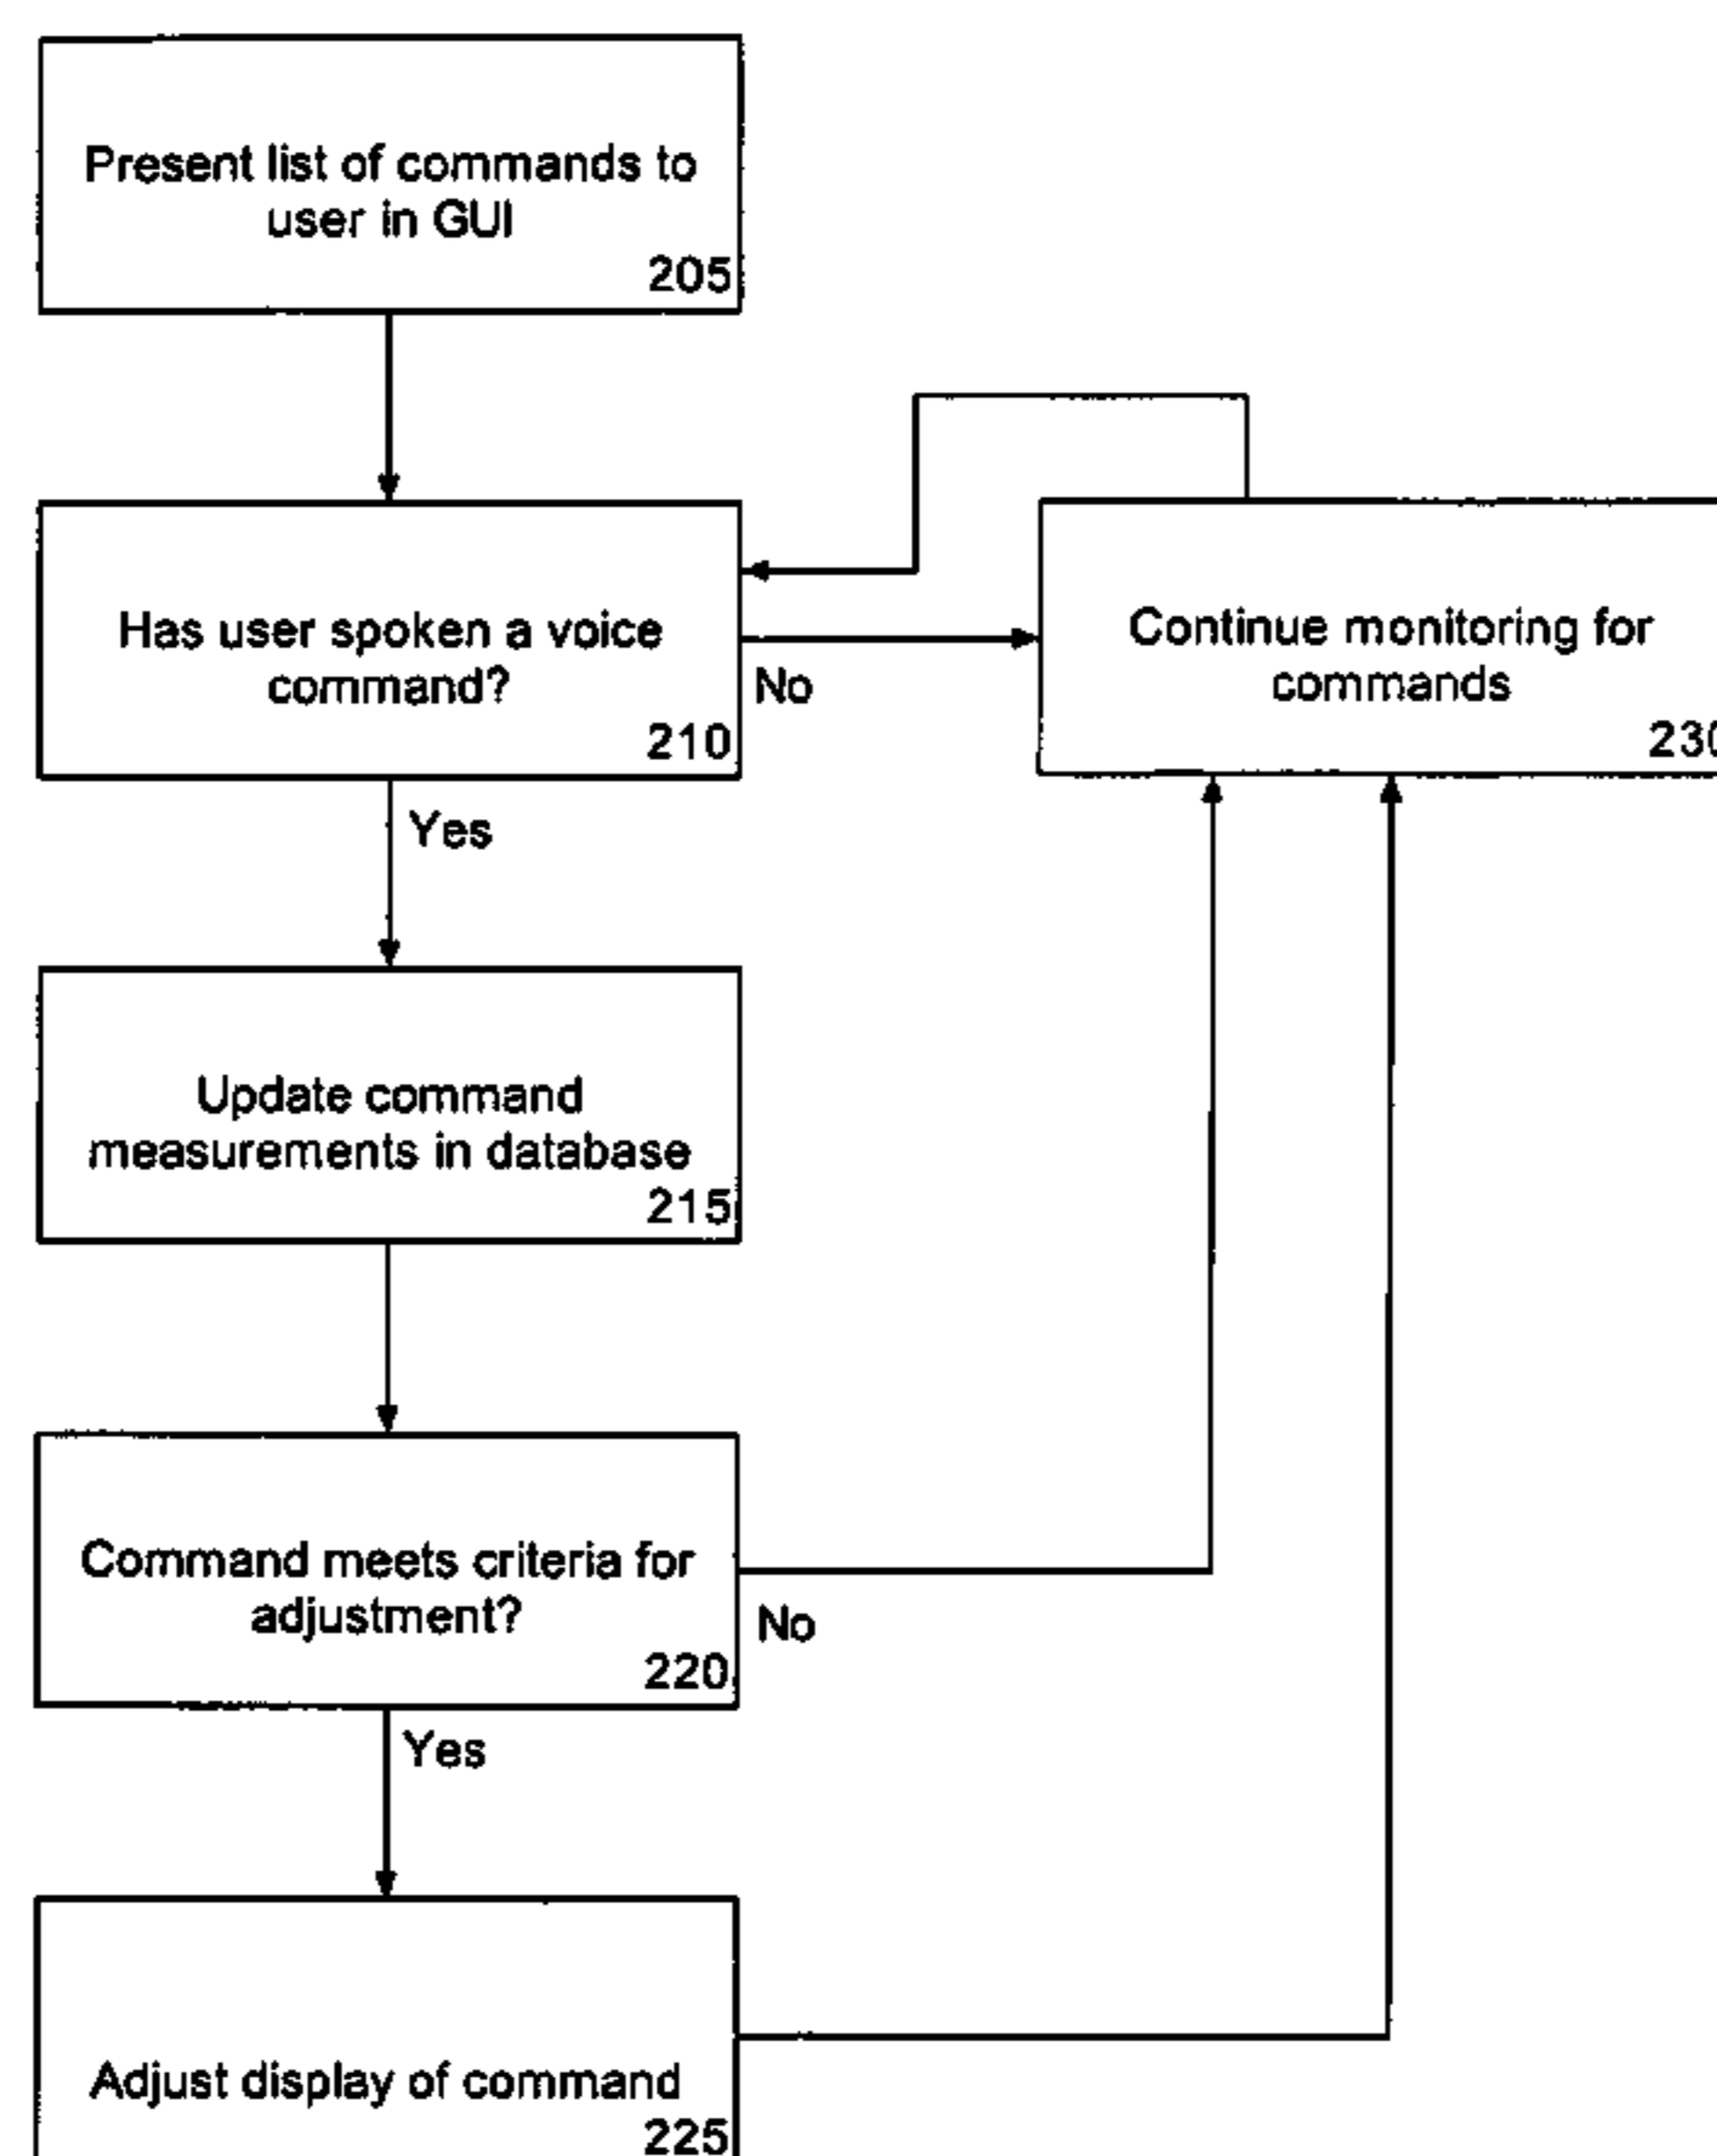 Present list of commands to
user in GUI
205
Has user spoken a voice
command?
210
No
Continue monitoring for
commands
230
Yes
Update command
measurements in database
215
Command meets criteria for
adjustment?
220
No
Yes
Adjust display of command
225